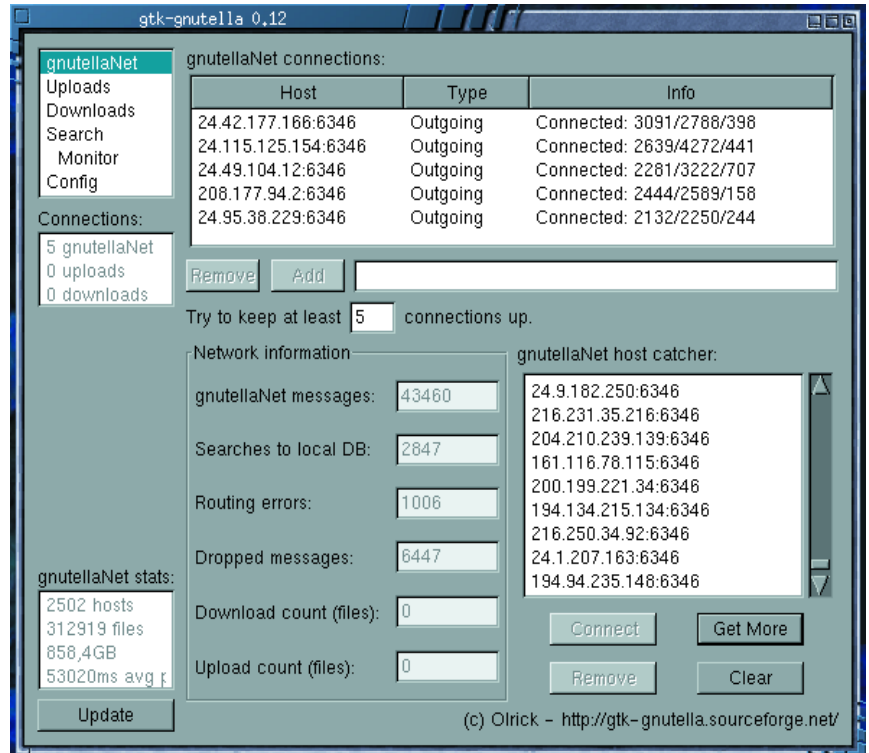 gtk-gnutella 0.12
gnutellaNet
Uploads
Downloads
Search
Monitor
Config
Connections:
5 gnutellaNet
0 uploads
0 downloads
gnutellaNet stats:
2502 hosts
312919 files
858,4GB
53020ms avg p
Update
gnutellaNet connections:
Host Type Info
24.42.177.166:6346 Outgoing Connected: 3091/2788/398
24.115.125.154:6346 Outgoing Connected: 2639/4272/441
24.49.104.12:6346 Outgoing Connected: 2281/3222/707
208.177.94.2:6346 Outgoing Connected: 2444/2589/158
24.95.38.229:6346 Outgoing Connected: 2132/2250/244
Remove Add
Try to keep at least 5 connections up.
Network information
gnutellaNet messages: 43460
Searches to local DB: 2847
Routing errors: 1006
Dropped messages: 6447
Download count (files): 0
Upload count (files): 0
gnutellaNet host catcher:
24.9.182.250:6346
216.231.35.216:6346
204.210.239.139:6346
161.116.78.115:6346
200.199.221.34:6346
194.134.215.134:6346
216.250.34.92:6346
24.1.207.163:6346
194.94.235.148:6346
Connect Get More
Remove Clear
(c) Olrick - http://gtk-gnutella.sourceforge.net/